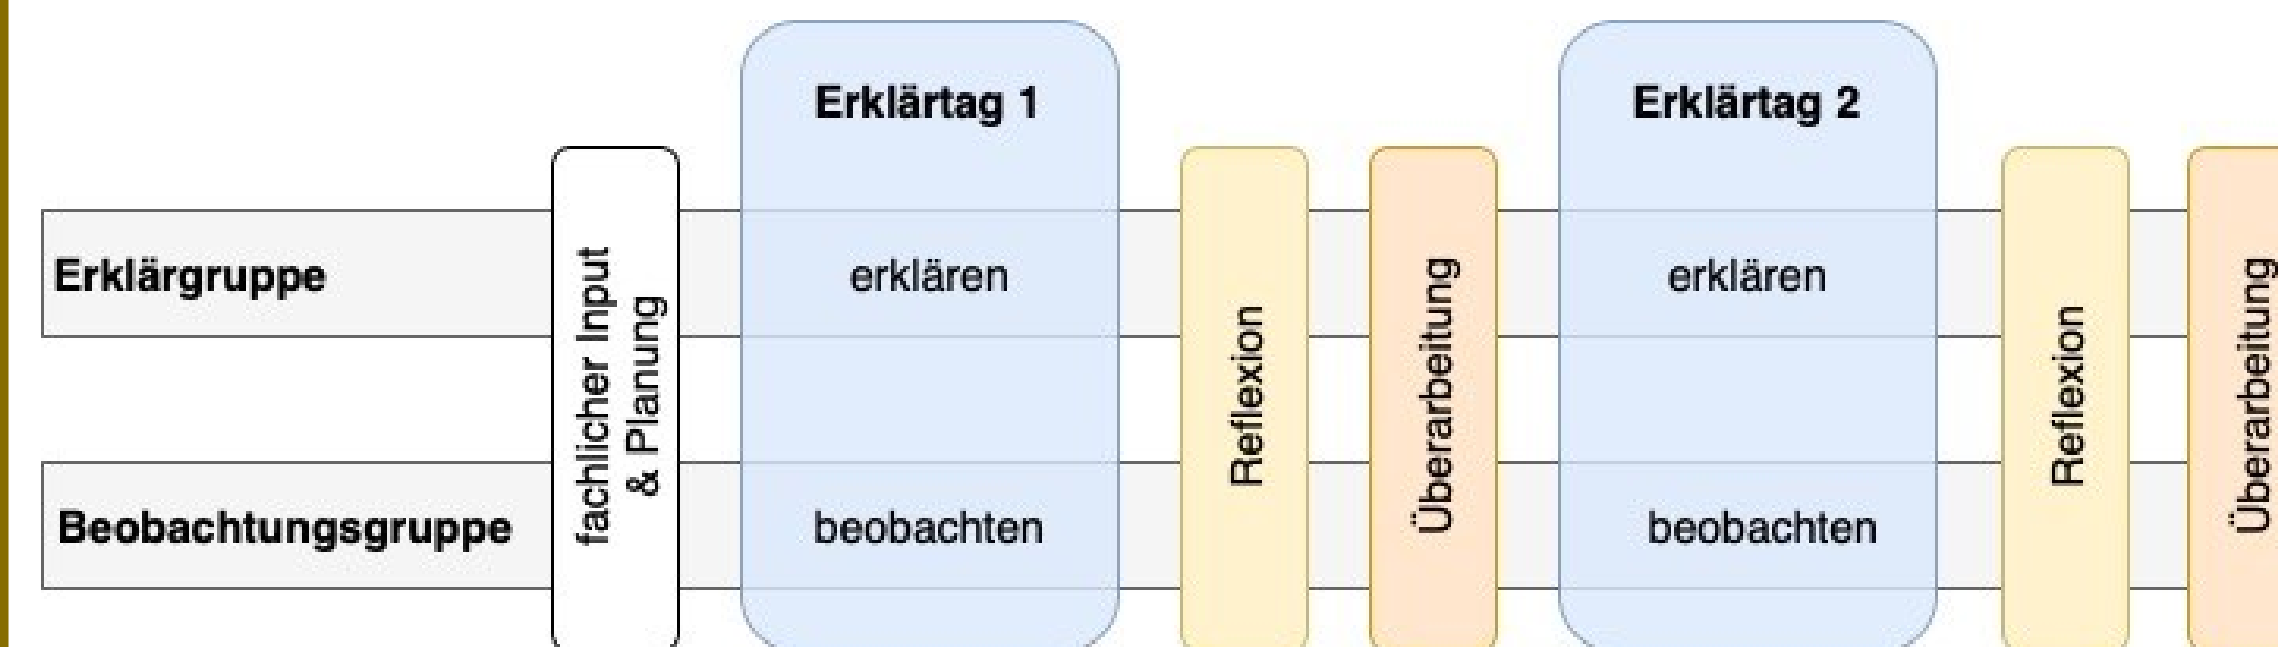 Erklärtag 1
Erklärtag 2
Erklärgruppe
fachlicher Input
& Planung
erklären
Reflexion
Überarbeitung
erklären
Reflexion
Überarbeitung
Beobachtungsgruppe
beobachten
beobachten